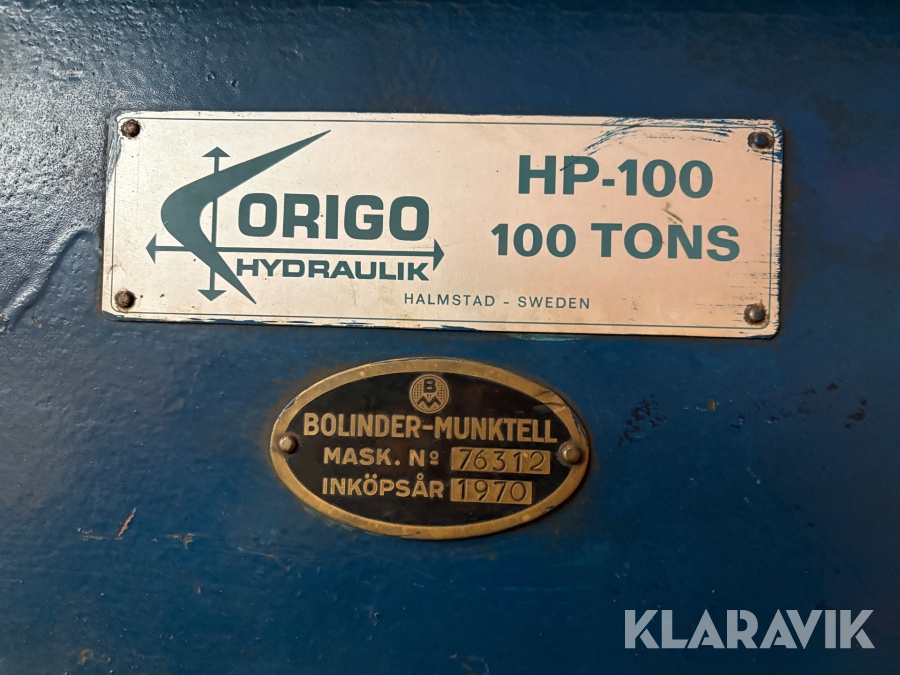 ORIGO
HYDRAULIK
HP-100
100 TONS
HALMSTAD - SWEDEN
B
M
BOLINDER-MUNKTELL
MASK. Nº 76312
INKÖPSÅR 1970
KLARAVIK